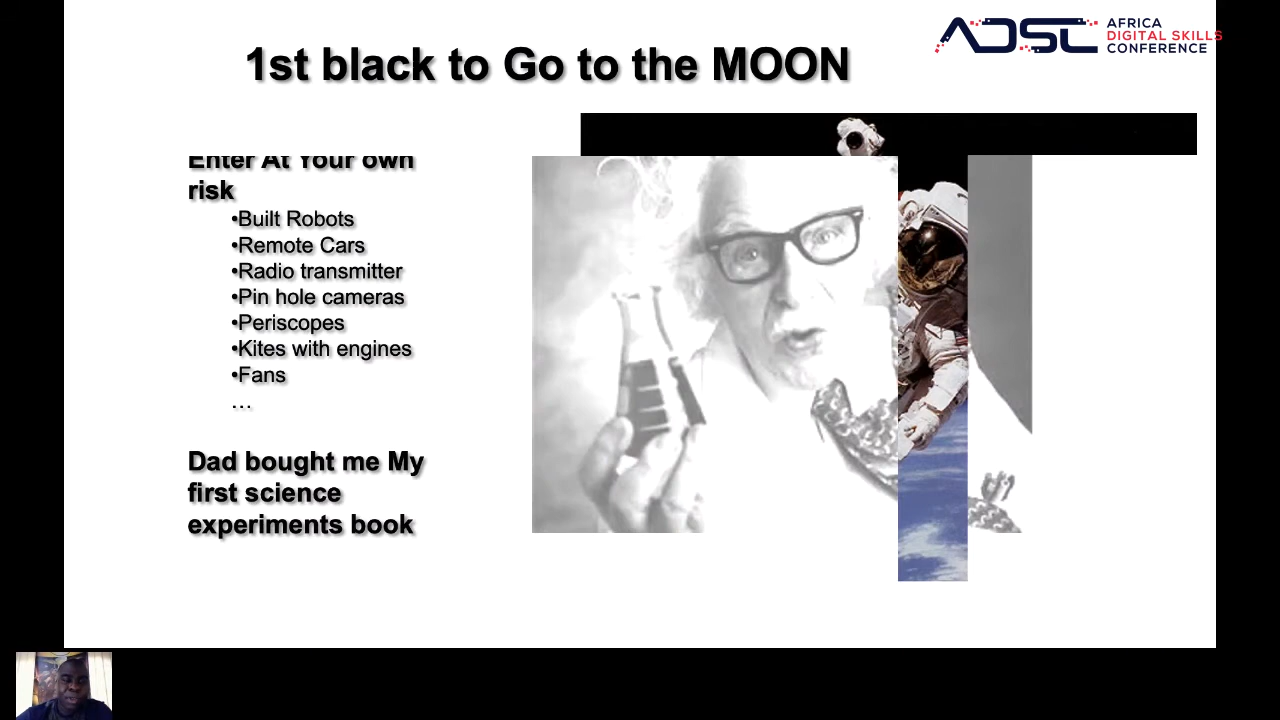 1st black to Go to the MOON
AFRICA
DIGITAL SKILLS
CONFERENCE
ADSC
Enter At Your own
risk
•Built Robots
•Remote Cars
•Radio transmitter
•Pin hole cameras
•Periscopes
•Kites with engines
•Fans
…
Dad bought me My
first science
experiments book